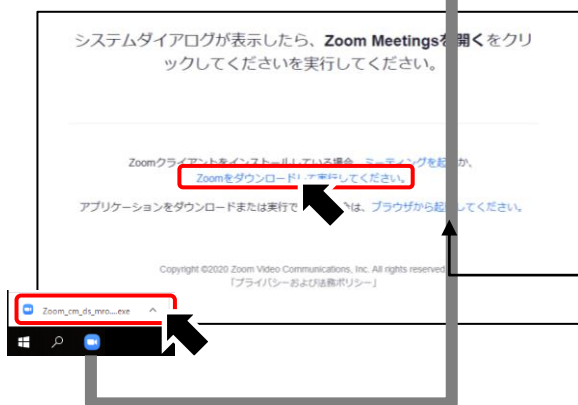 システムダイアログが表示したら、Zoom Meetingsを開くをクリ
ックしてくださいを実行してください。
Zoomクライアントをインストールしている場合、ミーティングを起 か、
Zoomをダウンロードして実行してください。
アプリケーションをダウンロードまたは実行で は、ブラウザから起 してください。
Copyright ©2020 Zoom Video Communications, Inc. All rights reserved
「プライバシーおよび法務ポリシー」
Zoom_cm_ds_mro....exe